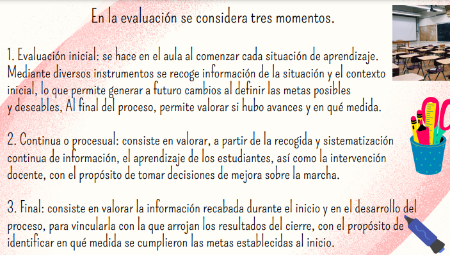 En la evaluación se considera tres momentos.
1. Evaluación inicial: se hace en el aula al comenzar cada situación de aprendizaje.
Mediante diversos instrumentos se recoge información de la situación y el contexto
inicial, lo que permite generar a futuro cambios al definir las metas posibles
y deseables. Al final del proceso, permite valorar si hubo avances y en qué medida.
2. Continua o procesual: consiste en valorar, a partir de la recogida y sistematización
continua de información, el aprendizaje de los estudiantes, así como la intervención
docente, con el propósito de tomar decisiones de mejora sobre la marcha.
3. Final: consiste en valorar la información recabada durante el inicio y en el desarrollo del
proceso, para vincularla con la que arrojan los resultados del cierre, con el propósito de
identificar en qué medida se cumplieron las metas establecidas al inicio.